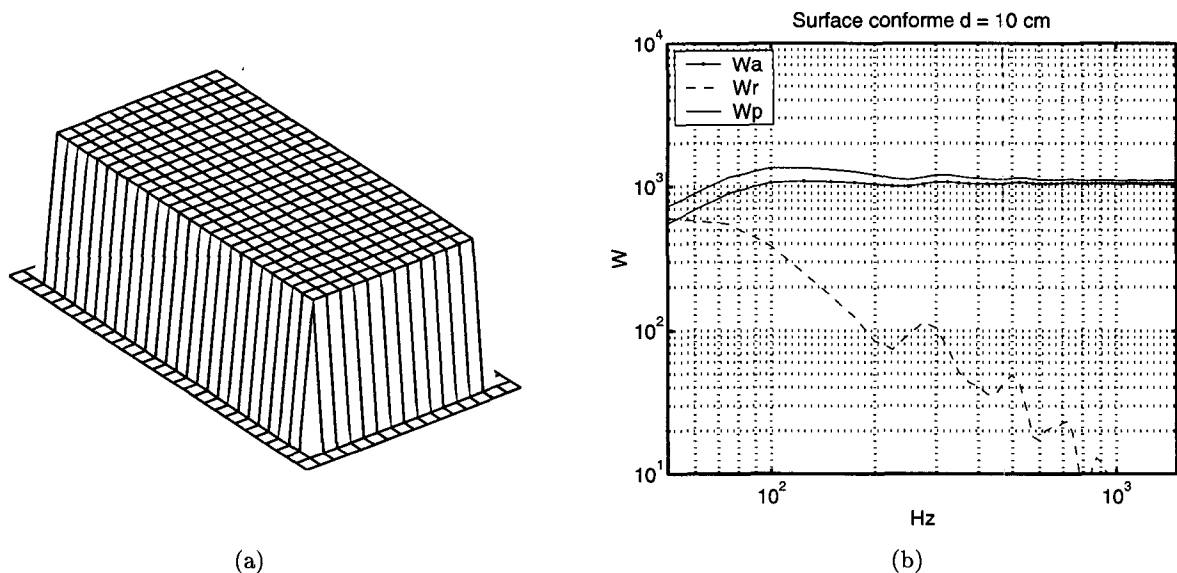 Surface conforme d = 10 cm
10^4
Wa
Wr
Wp
10^3
W
10^2
10^1
10^2
10^3
Hz
(a)
(b)